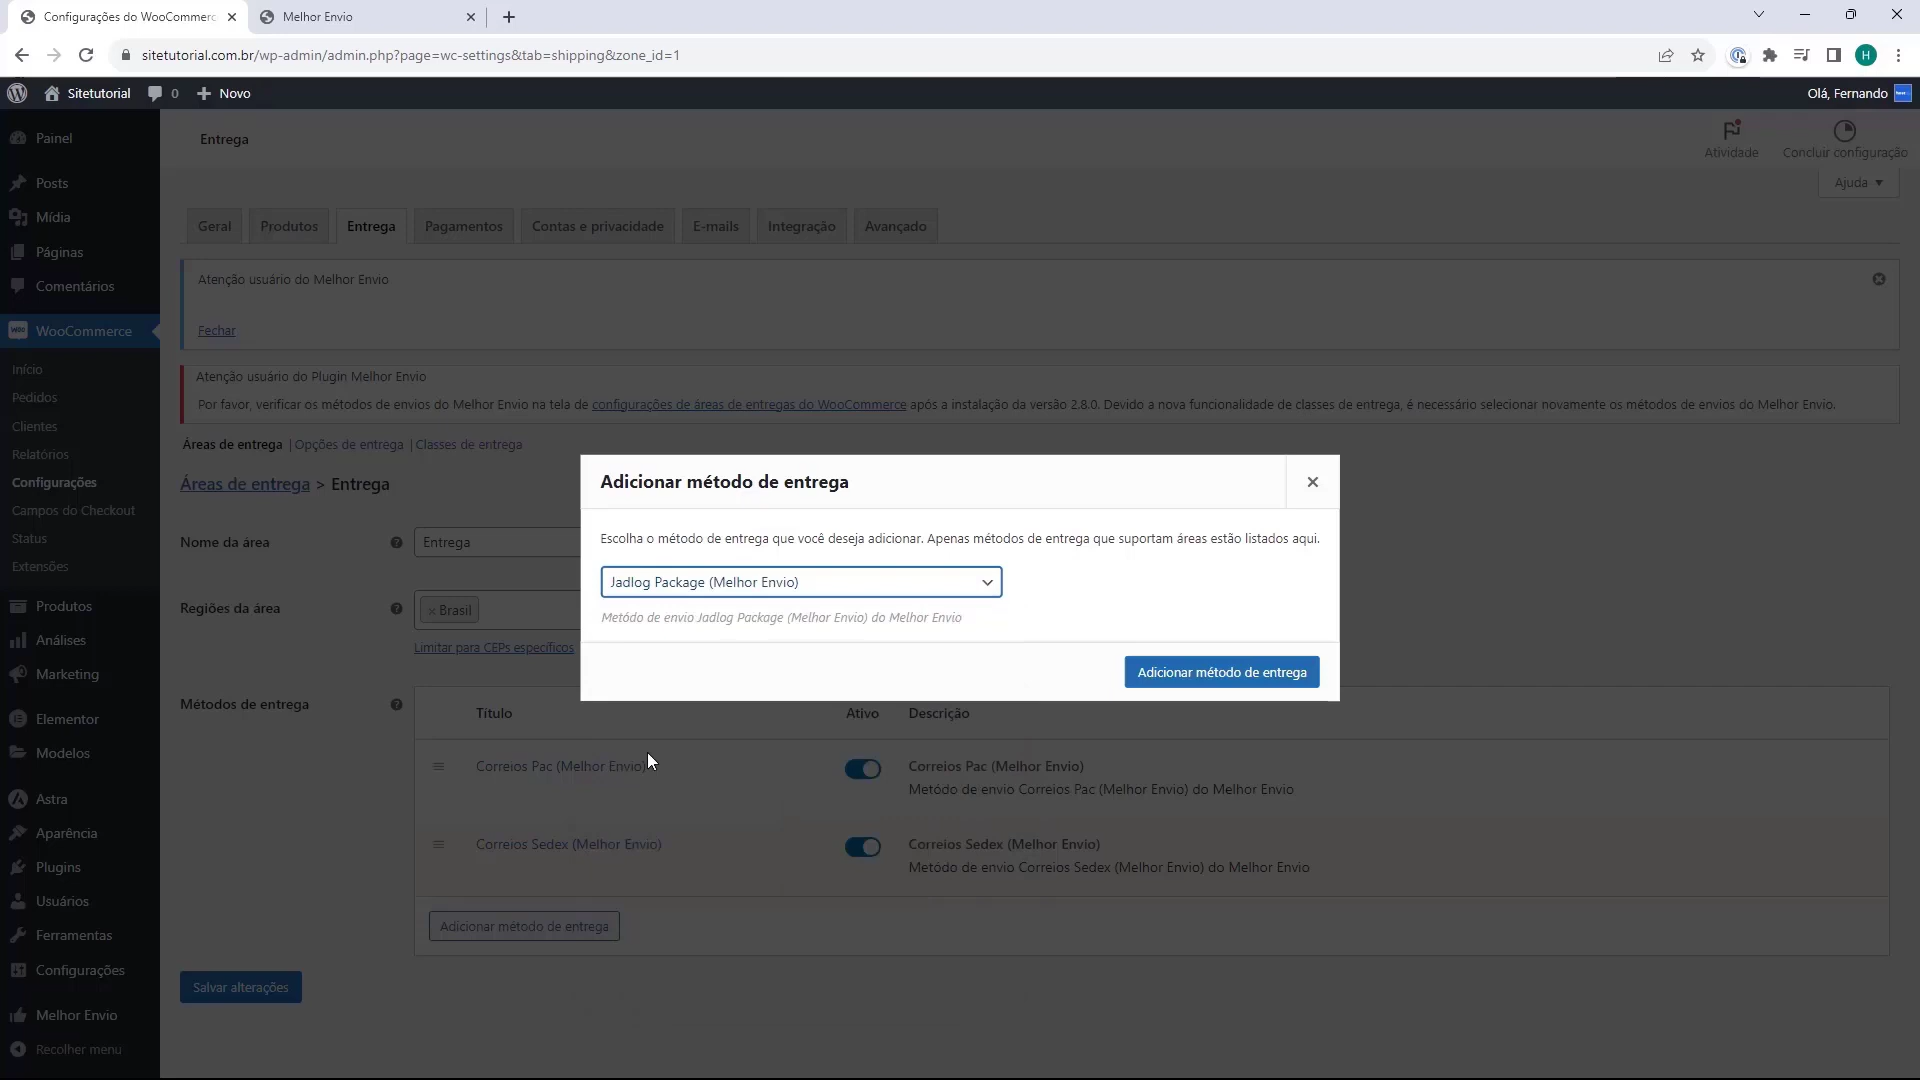 Configurações do WooCommerc
Melhor Envio
sitetutorial.com.br/wp-admin/admin.php?page=wc-settings&tab=shipping&zone_id=1
H
Sitetutorial
0
Novo
Olá, Fernando
Painel
Posts
Mídia
Páginas
Comentários
WooCommerce
Início
Pedidos
Clientes
Relatórios
Configurações
Campos do Checkout
Status
Extensões
Produtos
Análises
Marketing
Elementor
Modelos
Astra
Aparência
Plugins
Usuários
Ferramentas
Configurações
Melhor Envio
Recolher menu
Entrega
Atividade
Concluir configuração
Ajuda
Geral
Produtos
Entrega
Pagamentos
Contas e privacidade
E-mails
Integração
Avançado
Atenção usuário do Melhor Envio
Fechar
Atenção usuário do Plugin Melhor Envio
Por favor, verificar os métodos de envios do Melhor Envio na tela de configurações de áreas de entregas do WooCommerce após a instalação da versão 2.8.0. Devido a nova funcionalidade de classes de entrega, é necessário selecionar novamente os métodos de envios do Melhor Envio.
Áreas de entrega | Opções de entrega | Classes de entrega
Áreas de entrega > Entrega
Nome da área
Entrega
Regiões da área
× Brasil
Limitar para CEPs específicos
Adicionar método de entrega
Escolha o método de entrega que você deseja adicionar. Apenas métodos de entrega que suportam áreas estão listados aqui.
Jadlog Package (Melhor Envio)
Metódo de envio Jadlog Package (Melhor Envio) do Melhor Envio
Adicionar método de entrega
Métodos de entrega
Título
Ativo
Descrição
Correios Pac (Melhor Envio)
Correios Pac (Melhor Envio)
Metódo de envio Correios Pac (Melhor Envio) do Melhor Envio
Correios Sedex (Melhor Envio)
Correios Sedex (Melhor Envio)
Metódo de envio Correios Sedex (Melhor Envio) do Melhor Envio
Adicionar método de entrega
Salvar alterações